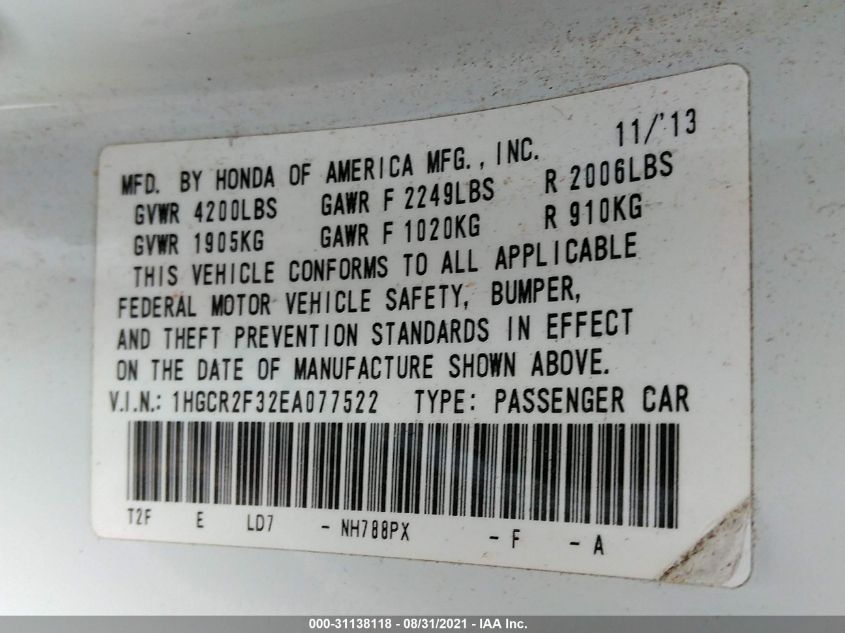 MFD. BY HONDA OF AMERICA MFG., INC. 11/'13
GVWR 4200LBS GAWR F 2249LBS R 2006LBS
GVWR 1905KG GAWR F 1020KG R 910KG
THIS VEHICLE CONFORMS TO ALL APPLICABLE
FEDERAL MOTOR VEHICLE SAFETY, BUMPER,
AND THEFT PREVENTION STANDARDS IN EFFECT
ON THE DATE OF MANUFACTURE SHOWN ABOVE.
V.I.N.: 1HGCR2F32EA077522 TYPE: PASSENGER CAR
T2F E LD7 - NH788PX - F - A
000-31138118 - 08/31/2021 - IAA Inc.